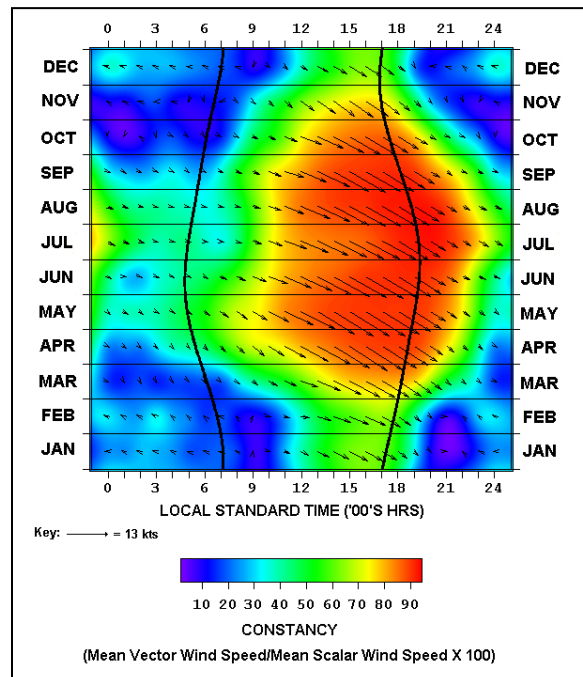 0 3 6 9 12 15 18 21 24
DEC DEC
NOV NOV
OCT OCT
SEP SEP
AUG AUG
JUL JUL
JUN JUN
MAY MAY
APR APR
MAR MAR
FEB FEB
JAN JAN
0 3 6 9 12 15 18 21 24
LOCAL STANDARD TIME ('00'S HRS)
Key: = 13 kts
10 20 30 40 50 60 70 80 90
CONSTANCY
(Mean Vector Wind Speed/Mean Scalar Wind Speed X 100)